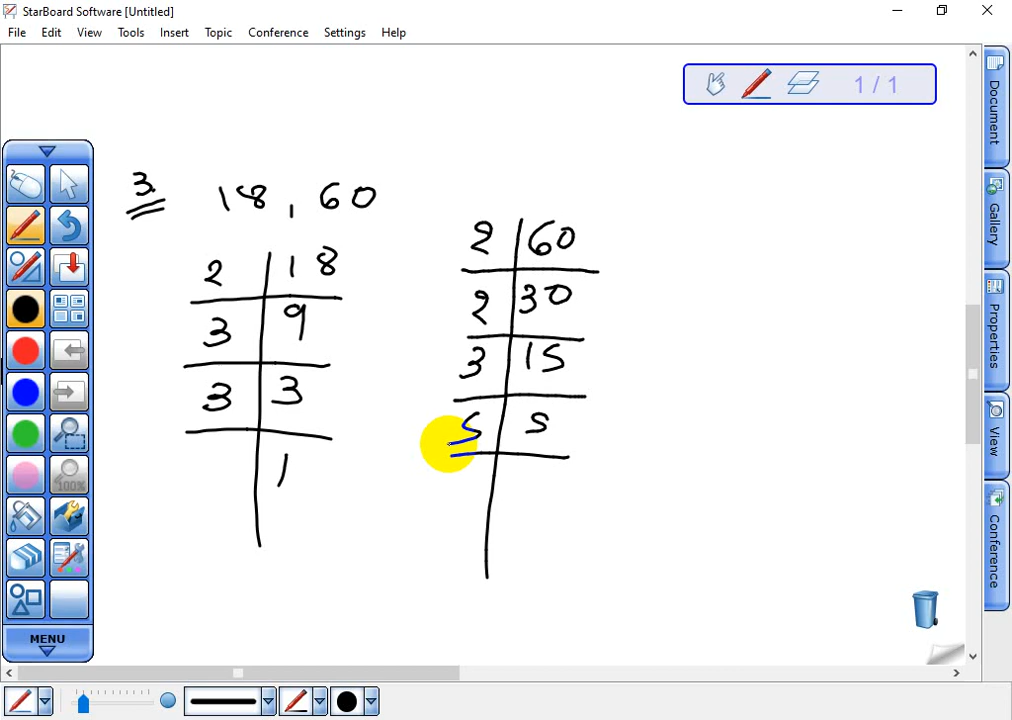 StarBoard Software [Untitled]
File Edit View Tools Insert Topic Conference Settings Help
1 / 1
Document
Gallery
Properties
View
Conference
3. 18, 60
2 18
3 9
3 3
1
2 60
2 30
3 15
5 5
100%
MENU